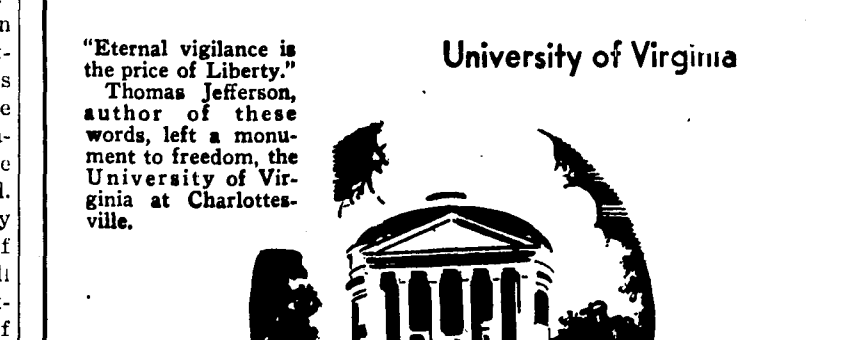 "Eternal vigilance is
the price of Liberty."
Thomas Jefferson,
author of these
words, left a monu-
ment to freedom, the
University of Vir-
ginia at Charlottes-
ville.
University of Virginia